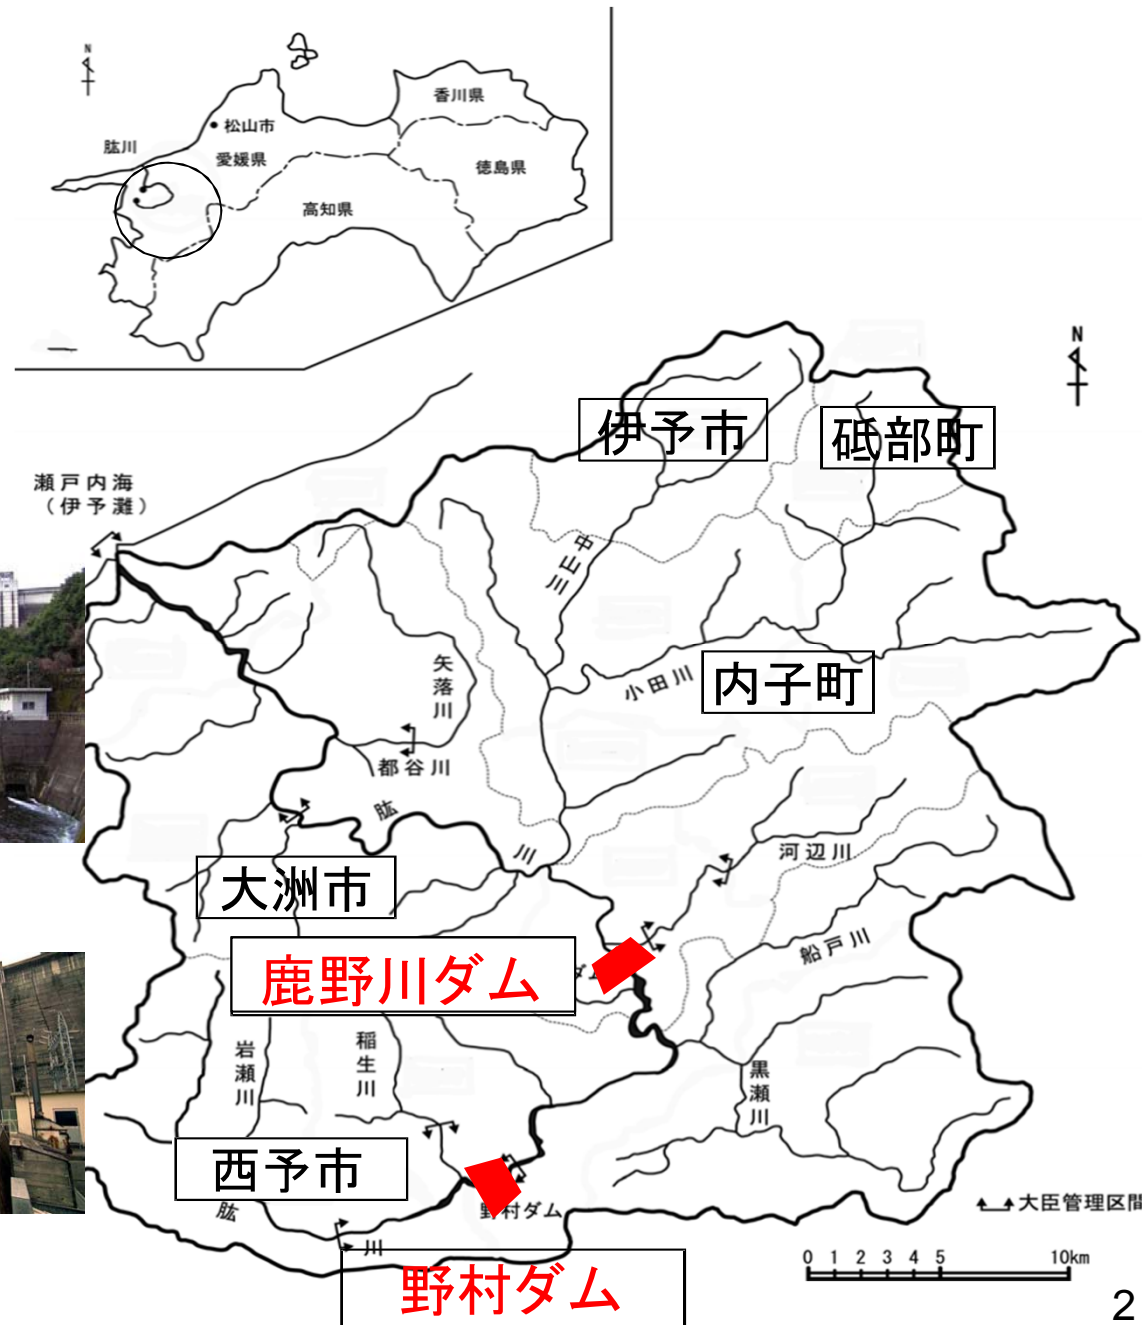 N
香川県
松山市
肱川
愛媛県
徳島県
高知県
N
伊予市
砥部町
瀬戸内海
（伊予灘）
中山川
矢落川
小田川
内子町
都谷川
肱
川
河辺川
大洲市
船戸川
鹿野川ダム
ダム
岩瀬川
稲生川
黒瀬川
西予市
肱
川
野村ダム
大臣管理区間
野村ダム
0 1 2 3 4 5 10km
2